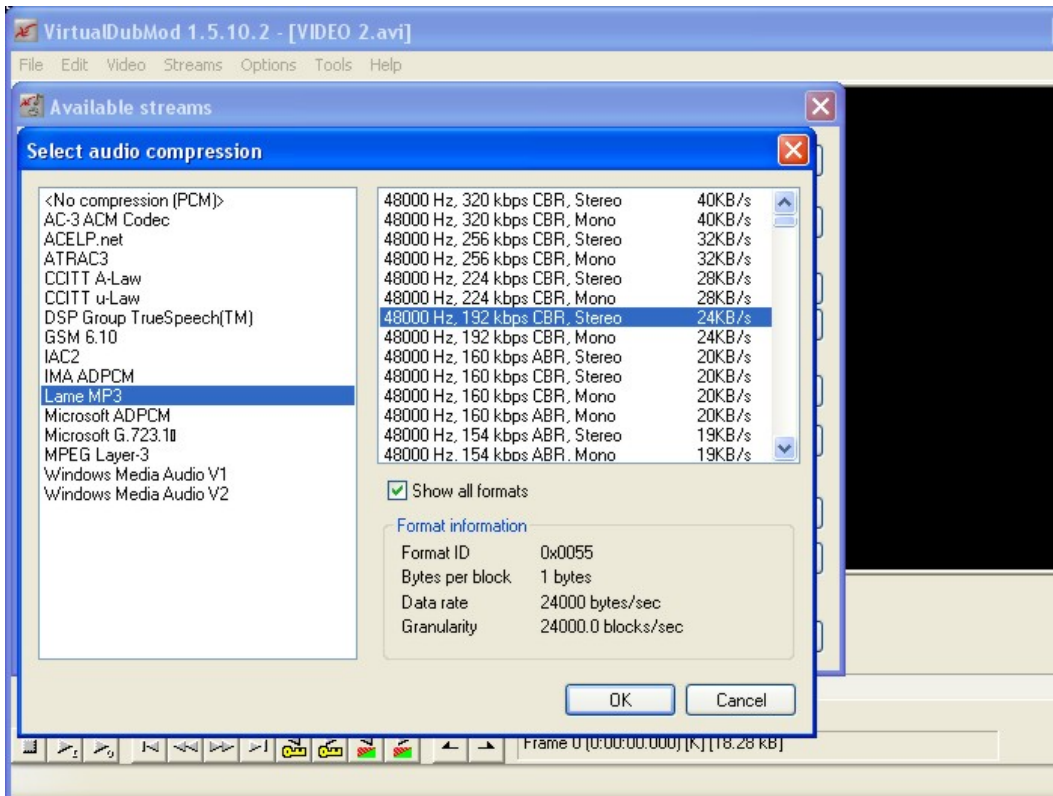 VirtualDubMod 1.5.10.2 - [VIDEO 2.avi]
File Edit Video Streams Options Tools Help
Available streams
Select audio compression
<No compression (PCM)>
AC-3 ACM Codec
ACELP.net
ATRAC3
CCITT A-Law
CCITT u-Law
DSP Group TrueSpeech(TM)
GSM 6.10
IAC2
IMA ADPCM
Lame MP3
Microsoft ADPCM
Microsoft G.723.1
MPEG Layer-3
Windows Media Audio V1
Windows Media Audio V2
48000 Hz, 320 kbps CBR, Stereo 40KB/s
48000 Hz, 320 kbps CBR, Mono 40KB/s
48000 Hz, 256 kbps CBR, Stereo 32KB/s
48000 Hz, 256 kbps CBR, Mono 32KB/s
48000 Hz, 224 kbps CBR, Stereo 28KB/s
48000 Hz, 224 kbps CBR, Mono 28KB/s
48000 Hz, 192 kbps CBR, Stereo 24KB/s
48000 Hz, 192 kbps CBR, Mono 24KB/s
48000 Hz, 160 kbps ABR, Stereo 20KB/s
48000 Hz, 160 kbps CBR, Stereo 20KB/s
48000 Hz, 160 kbps CBR, Mono 20KB/s
48000 Hz, 160 kbps ABR, Mono 20KB/s
48000 Hz, 154 kbps ABR, Stereo 19KB/s
48000 Hz, 154 kbps ABR, Mono 19KB/s
Show all formats
Format information
Format ID 0x0055
Bytes per block 1 bytes
Data rate 24000 bytes/sec
Granularity 24000.0 blocks/sec
OK Cancel
Frame 0 (0:00:00.000) [K] [18.28 kB]